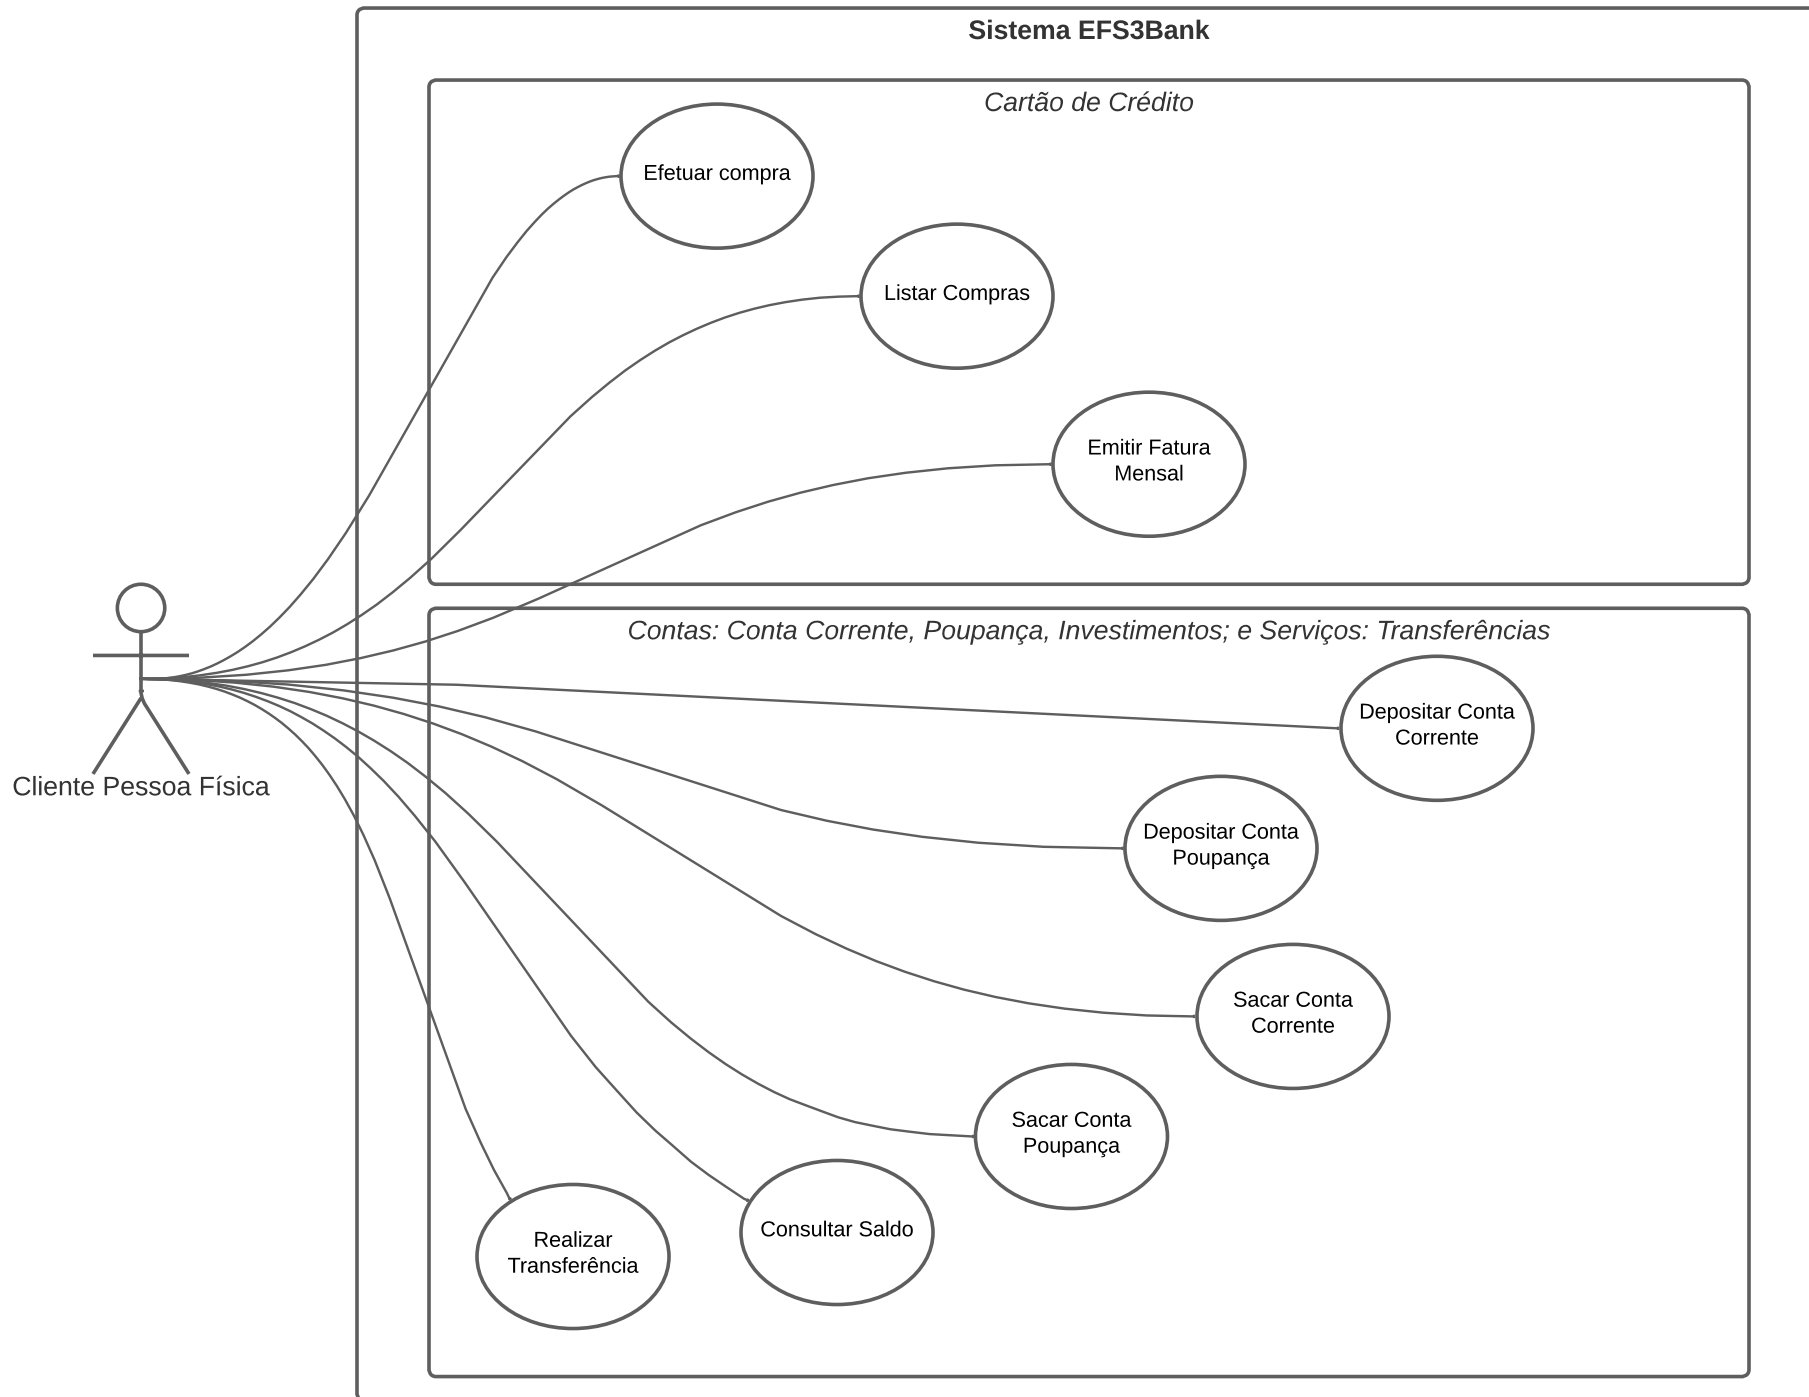 Sistema EFS3Bank
Cartão de Crédito
Efetuar compra
Listar Compras
Emitir Fatura
Mensal
Cliente Pessoa Física
Contas: Conta Corrente, Poupança, Investimentos; e Serviços: Transferências
Depositar Conta
Corrente
Depositar Conta
Poupança
Sacar Conta
Corrente
Sacar Conta
Poupança
Consultar Saldo
Realizar
Transferência